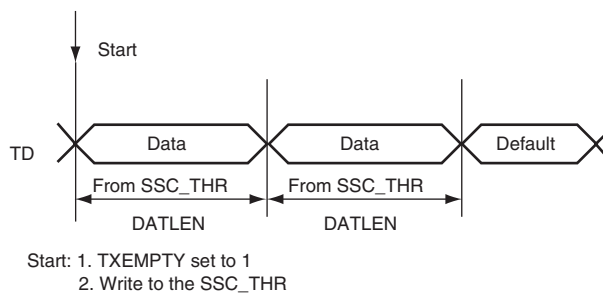 Start
TD
Data
Data
Default
From SSC_THR
From SSC_THR
DATLEN
DATLEN
Start: 1. TXEMPTY set to 1
2. Write to the SSC_THR